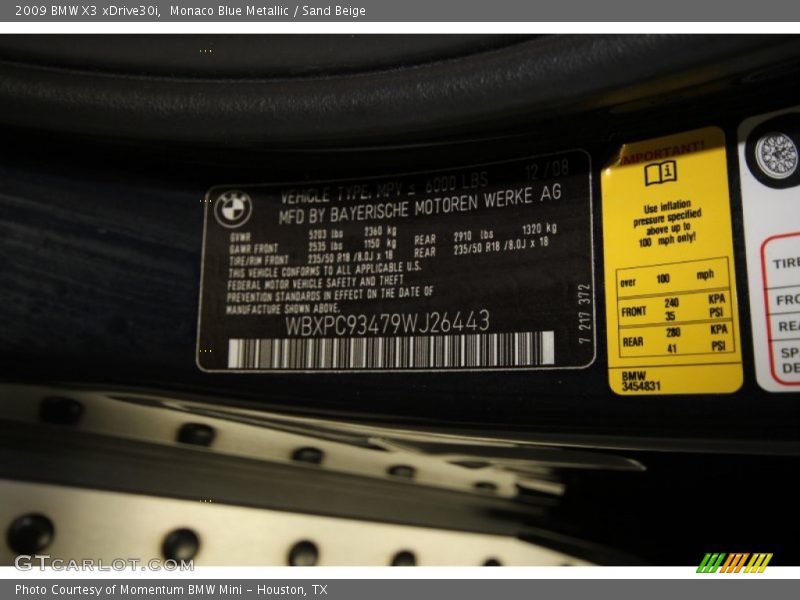 2009 BMW X3 xDrive30i, Monaco Blue Metallic / Sand Beige
VEHICLE TYPE, MPV ≤ 6000 LBS 12/08
MFD BY BAYERISCHE MOTOREN WERKE AG
GVWR 5203 lbs 2360 kg
GAWR FRONT 2535 lbs 1150 kg REAR 2910 lbs 1320 kg
TIRE/RIM FRONT 235/50 R18 /8.0J x 18 REAR 235/50 R18 /8.0J x 18
THIS VEHICLE CONFORMS TO ALL APPLICABLE U.S.
FEDERAL MOTOR VEHICLE SAFETY AND THEFT
PREVENTION STANDARDS IN EFFECT ON THE DATE OF
MANUFACTURE SHOWN ABOVE.
WBXPC93479WJ26443
7 217 372
IMPORTANT!
Use inflation
pressure specified
above up to
100 mph only!
over 100 mph
FRONT 240 KPA
35 PSI
REAR 280 KPA
41 PSI
BMW
3454831
TIRE
FRO
REA
SP
DE
GTcarlot.com
Photo Courtesy of Momentum BMW Mini - Houston, TX